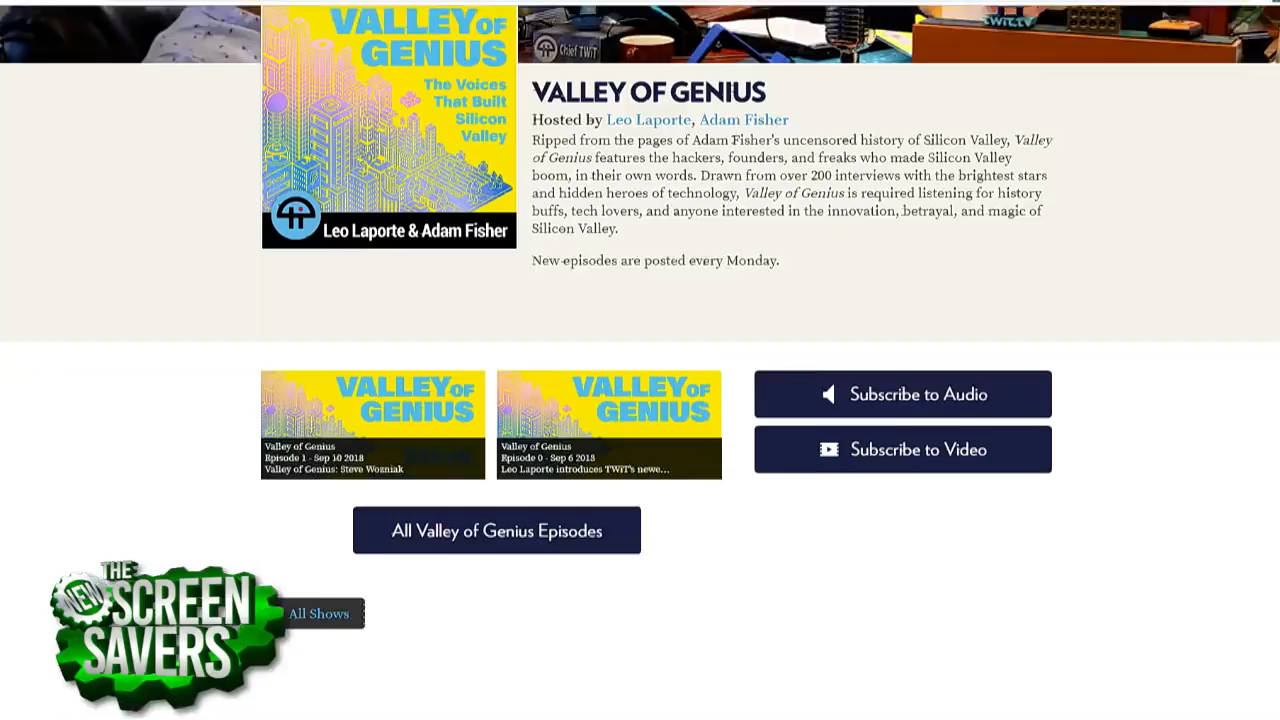 TWiT.TV
Chief TWiT
VALLEY OF
GENIUS
The Voices
That Built
Silicon
Valley
Leo Laporte & Adam Fisher
VALLEY OF GENIUS
Hosted by Leo Laporte, Adam Fisher
Ripped from the pages of Adam Fisher's uncensored history of Silicon Valley, Valley
of Genius features the hackers, founders, and freaks who made Silicon Valley
boom, in their own words. Drawn from over 200 interviews with the brightest stars
and hidden heroes of technology, Valley of Genius is required listening for history
buffs, tech lovers, and anyone interested in the innovation, betrayal, and magic of
Silicon Valley.
New episodes are posted every Monday.
VALLEY OF
GENIUS
Valley of Genius
Episode 1 - Sep 10 2018
Valley of Genius: Steve Wozniak
VALLEY OF
GENIUS
Valley of Genius
Episode 0 - Sep 6 2018
Leo Laporte introduces TWiT's newe...
Subscribe to Audio
Subscribe to Video
All Valley of Genius Episodes
All Shows
THE
NEW
SCREEN
SAVERS